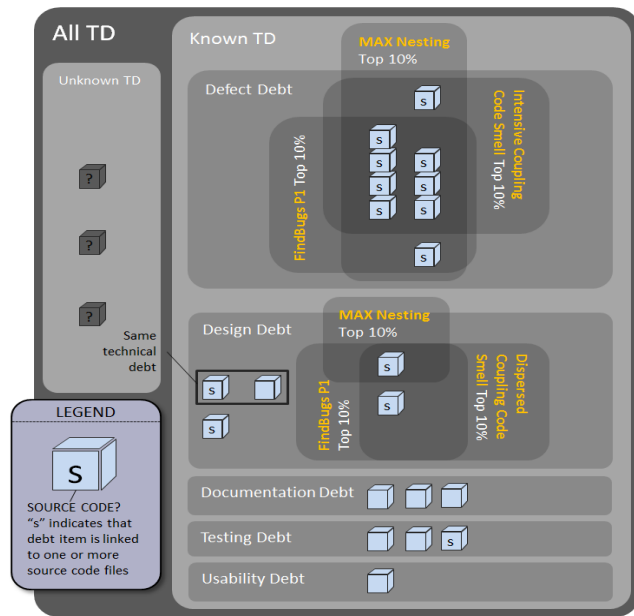 All TD
Unknown TD
?
?
?
Same
technical
debt
LEGEND
S
SOURCE CODE?
"s" indicates that
debt item is linked
to one or more
source code files
Known TD
MAX Nesting
Top 10%
Defect Debt
Intensive Coupling
Code Smell Top 10%
FindBugs P1 Top 10%
s
s
s
s
s
s
s
s
s
Design Debt
MAX Nesting
Top 10%
FindBugs P1
Top 10%
Dispersed
Coupling Code
Smell Top 10%
s
s
s
s
Documentation Debt
Testing Debt
s
Usability Debt